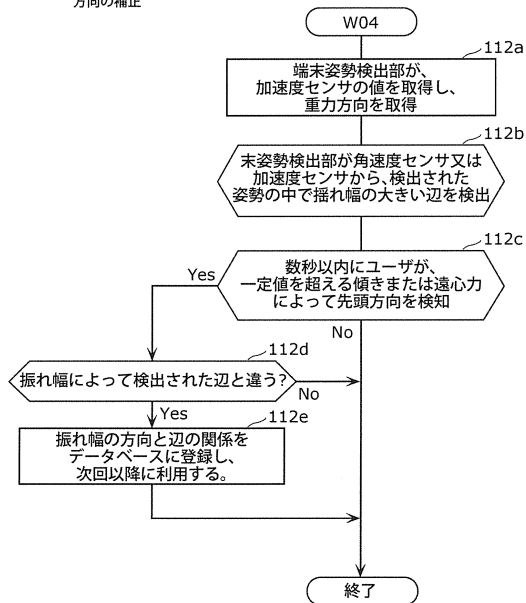 方向の補正
W04
112a
端末姿勢検出部が、
加速度センサの値を取得し、
重力方向を取得
112b
末姿勢検出部が角速度センサ又は
加速度センサから、検出された
姿勢の中で揺れ幅の大きい辺を検出
112c
数秒以内にユーザが、
一定値を超える傾きまたは遠心力
によって先頭方向を検知
Yes
No
112d
振れ幅によって検出された辺と違う?
No
Yes
112e
振れ幅の方向と辺の関係を
データベースに登録し、
次回以降に利用する。
終了